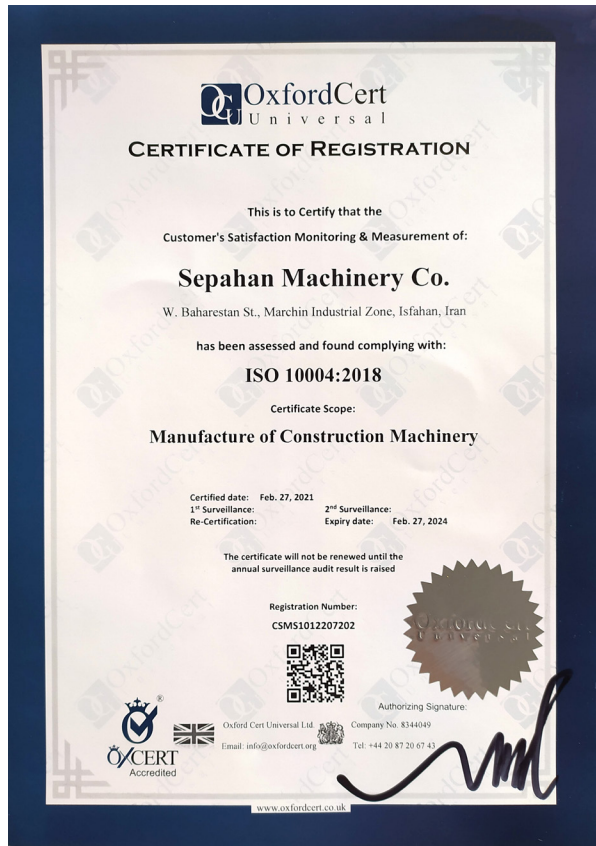 OxfordCert
Universal
CERTIFICATE OF REGISTRATION
This is to Certify that the
Customer's Satisfaction Monitoring & Measurement of:
Sepahan Machinery Co.
W. Baharestan St., Marchin Industrial Zone, Isfahan, Iran
has been assessed and found complying with:
ISO 10004:2018
Certificate Scope:
Manufacture of Construction Machinery
Certified date: Feb. 27, 2021
1st Surveillance: 2nd Surveillance:
Re-Certification: Expiry date: Feb. 27, 2024
The certificate will not be renewed until the
annual surveillance audit result is raised
Registration Number:
CSMS1012207202
Oxford Cert
Universal
Authorizing Signature:
Oxford Cert Universal Ltd. Company No. 8344049
Email: info@oxfordcert.org Tel: +44 20 87 20 67 43
OXCERT
Accredited
www.oxfordcert.co.uk